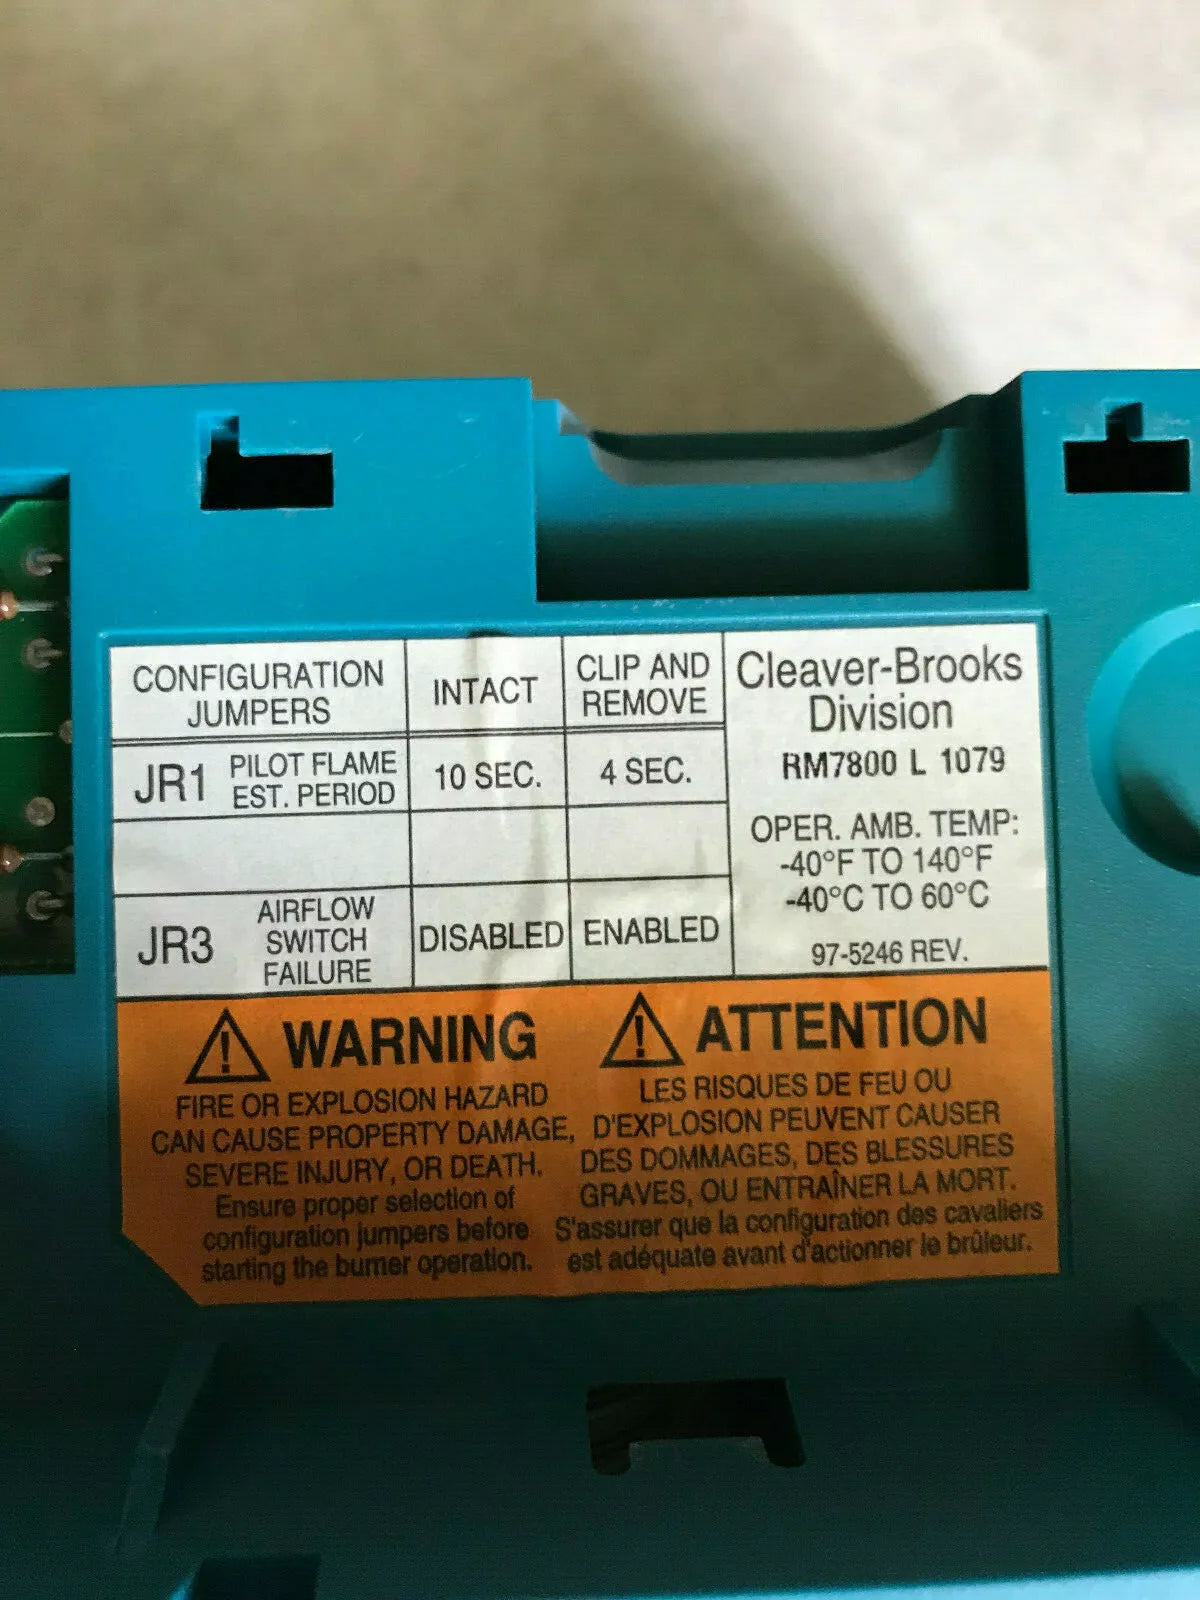 CONFIGURATION
JUMPERS
INTACT
CLIP AND
REMOVE
JR1
PILOT FLAME
EST. PERIOD
10 SEC.
4 SEC.
JR3
AIRFLOW
SWITCH
FAILURE
DISABLED
ENABLED
Cleaver-Brooks
Division
RM7800 L 1079
OPER. AMB. TEMP:
-40°F TO 140°F
-40°C TO 60°C
97-5246 REV.
WARNING
FIRE OR EXPLOSION HAZARD
CAN CAUSE PROPERTY DAMAGE,
SEVERE INJURY, OR DEATH.
Ensure proper selection of
configuration jumpers before
starting the burner operation.
ATTENTION
LES RISQUES DE FEU OU
D'EXPLOSION PEUVENT CAUSER
DES DOMMAGES, DES BLESSURES
GRAVES, OU ENTRAÎNER LA MORT.
S'assurer que la configuration des cavaliers
est adéquate avant d'actionner le brûleur.